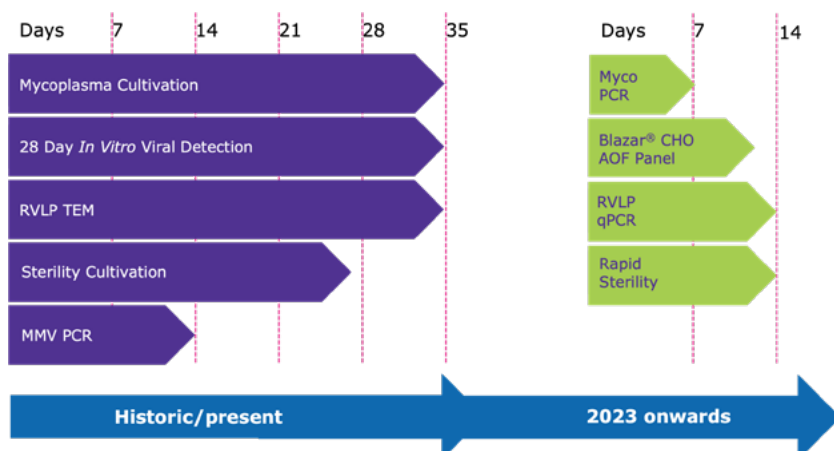 Days 7 14 21 28 35
Mycoplasma Cultivation
28 Day In Vitro Viral Detection
RVLP TEM
Sterility Cultivation
MMV PCR
Days 7 14
Myco
PCR
Blazar® CHO
AOF Panel
RVLP
qPCR
Rapid
Sterility
Historic/present
2023 onwards